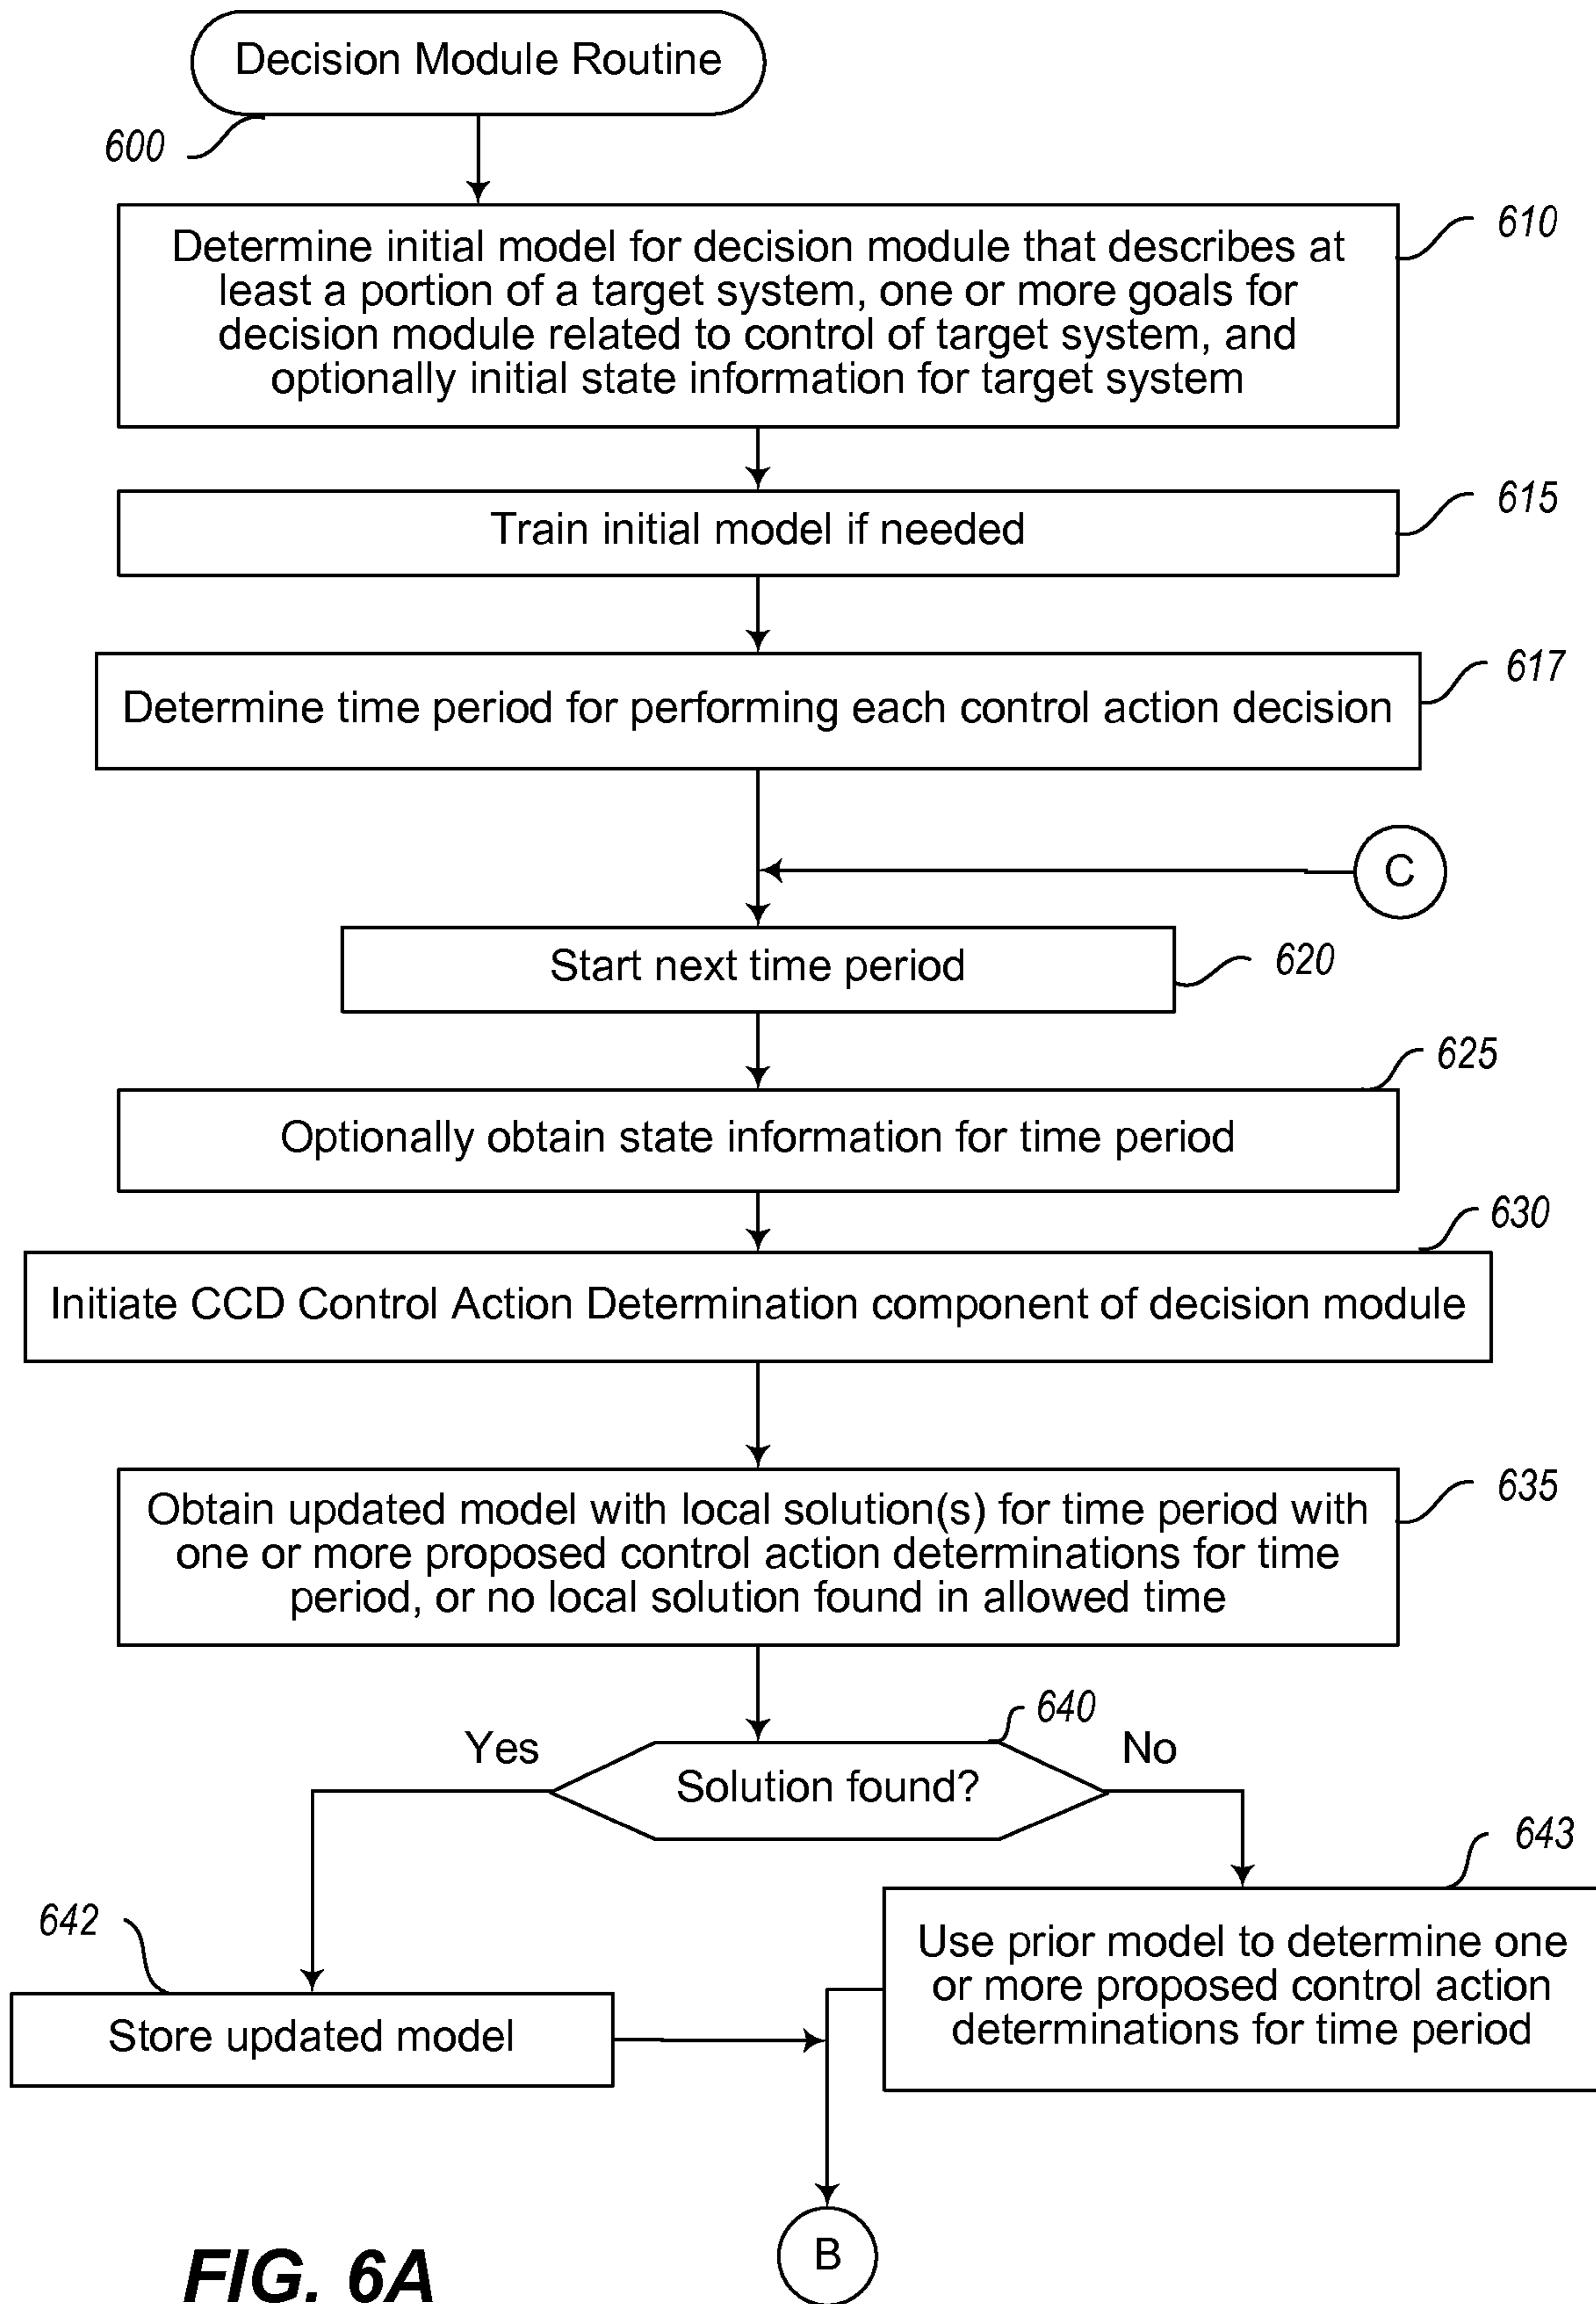 Decision Module Routine
600
610
Determine initial model for decision module that describes at
least a portion of a target system, one or more goals for
decision module related to control of target system, and
optionally initial state information for target system
615
Train initial model if needed
617
Determine time period for performing each control action decision
C
Start next time period
620
625
Optionally obtain state information for time period
630
Initiate CCD Control Action Determination component of decision module
635
Obtain updated model with local solution(s) for time period with
one or more proposed control action determinations for time
period, or no local solution found in allowed time
640
Yes
No
Solution found?
643
642
Use prior model to determine one
or more proposed control action
determinations for time period
Store updated model
B
FIG. 6A